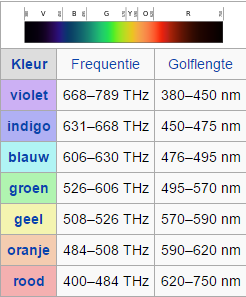 V B G Y O R
Kleur Frequentie Golflengte
violet 668–789 THz 380–450 nm
indigo 631–668 THz 450–475 nm
blauw 606–630 THz 476–495 nm
groen 526–606 THz 495–570 nm
geel 508–526 THz 570–590 nm
oranje 484–508 THz 590–620 nm
rood 400–484 THz 620–750 nm